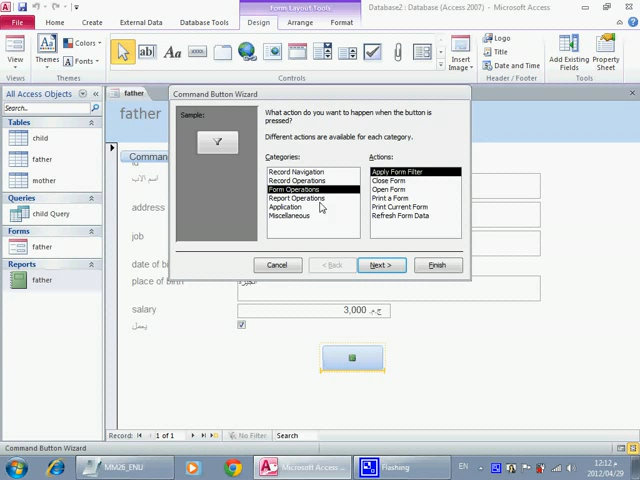 Form Layout Tools
Database2 : Database (Access 2007) - Microsoft Access
File
Home
Create
External Data
Database Tools
Design
Arrange
Format
View
Views
Themes
Colors
Fonts
Themes
Controls
Insert
Image
Logo
Title
Date and Time
Header / Footer
Add Existing
Fields
Property
Sheet
Tools
All Access Objects
Search...
Tables
child
father
mother
Queries
child Query
Forms
father
Reports
father
father
father
Comman
اسم الاب
address
job
date of bi
place of birth
الجيزة
salary
ج.م. 3,000
يعمل
Command Button Wizard
Sample:
What action do you want to happen when the button is
pressed?
Different actions are available for each category.
Categories:
Record Navigation
Record Operations
Form Operations
Report Operations
Application
Miscellaneous
Actions:
Apply Form Filter
Close Form
Open Form
Print a Form
Print Current Form
Refresh Form Data
Cancel
< Back
Next >
Finish
Record:
1 of 1
No Filter
Search
Command Button Wizard
MM26_ENU
Microsoft Access ...
Flashing
EN
12:12 م
2012/04/29